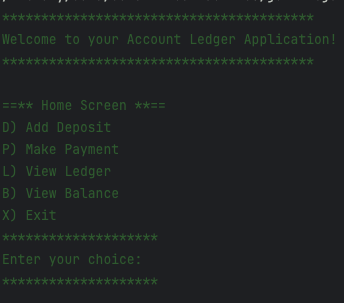 ****************************************
Welcome to your Account Ledger Application!
****************************************
==** Home Screen **==
D) Add Deposit
P) Make Payment
L) View Ledger
B) View Balance
X) Exit
********************
Enter your choice:
********************